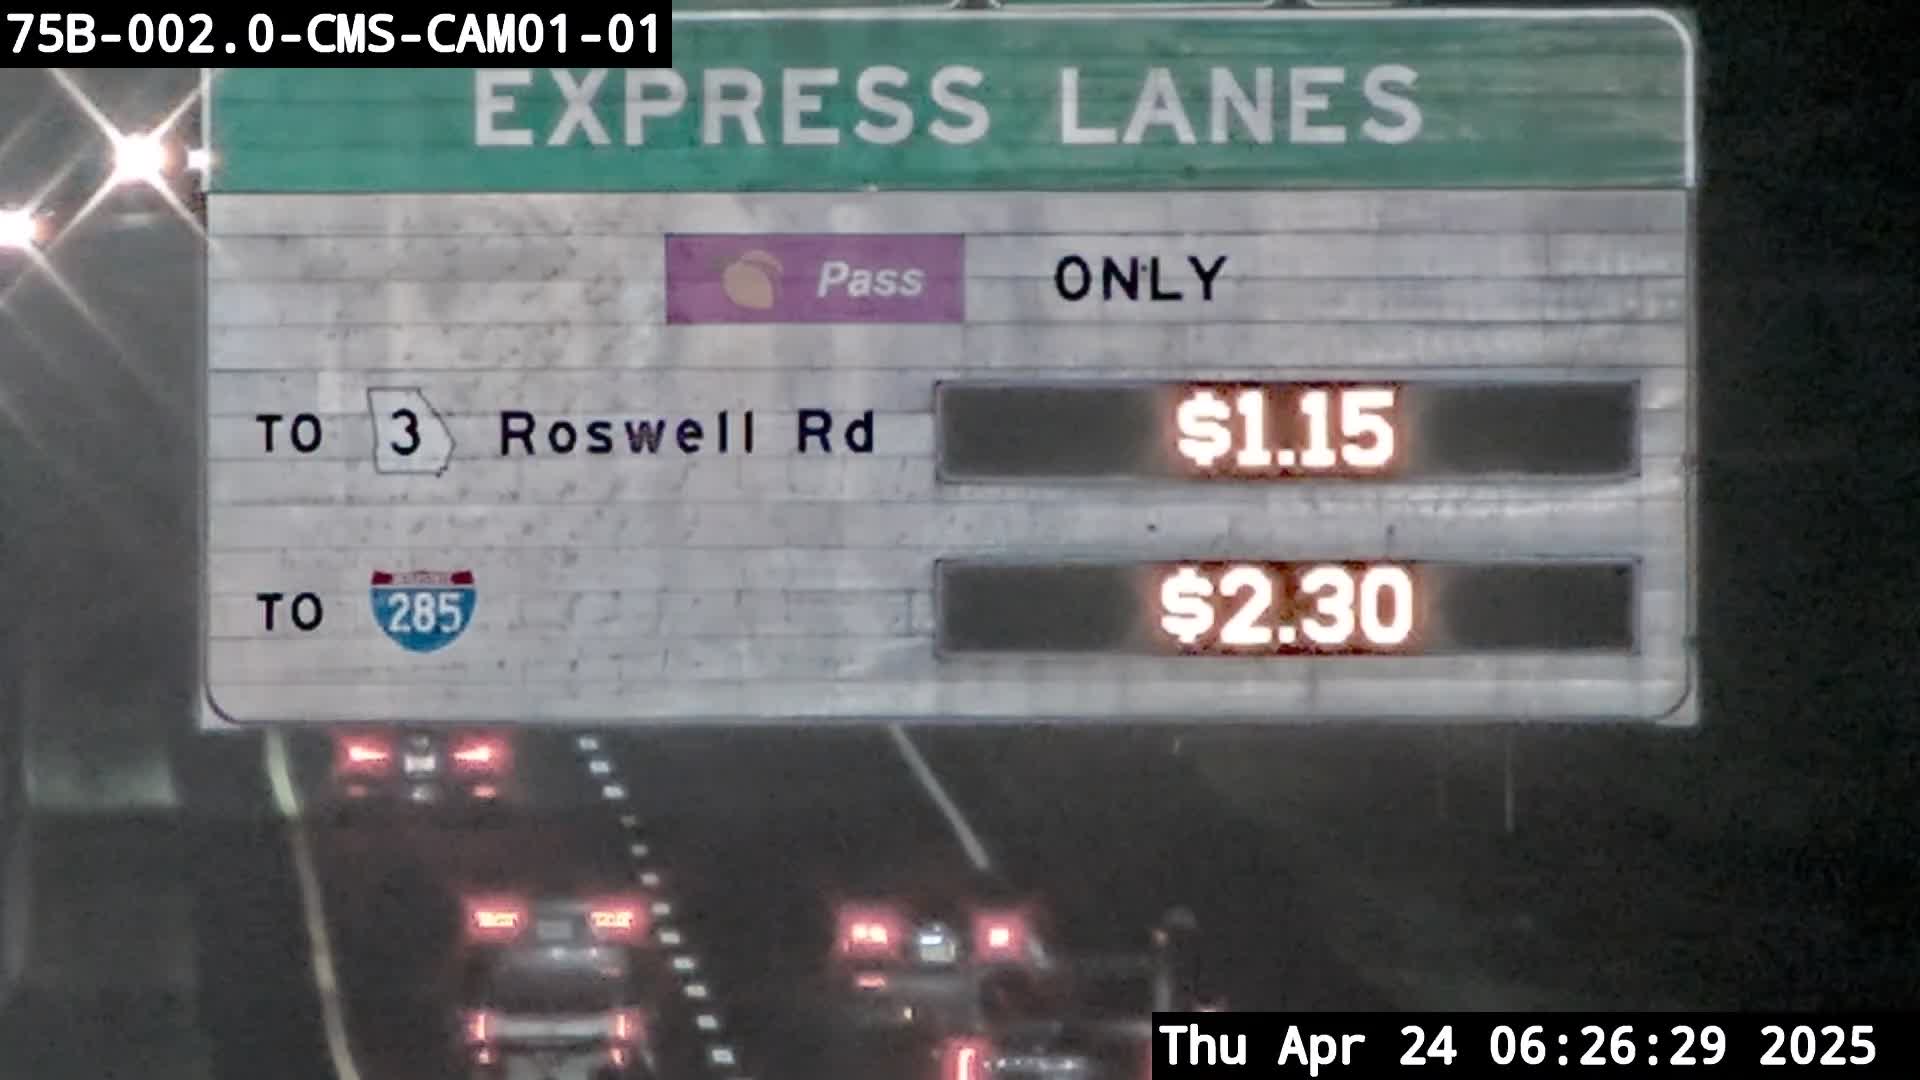 75B-002.0-CMS-CAM01-01
EXPRESS LANES
Pass ONLY
TO 3 Roswell Rd $1.15
TO 285 $2.30
Thu Apr 24 06:26:29 2025